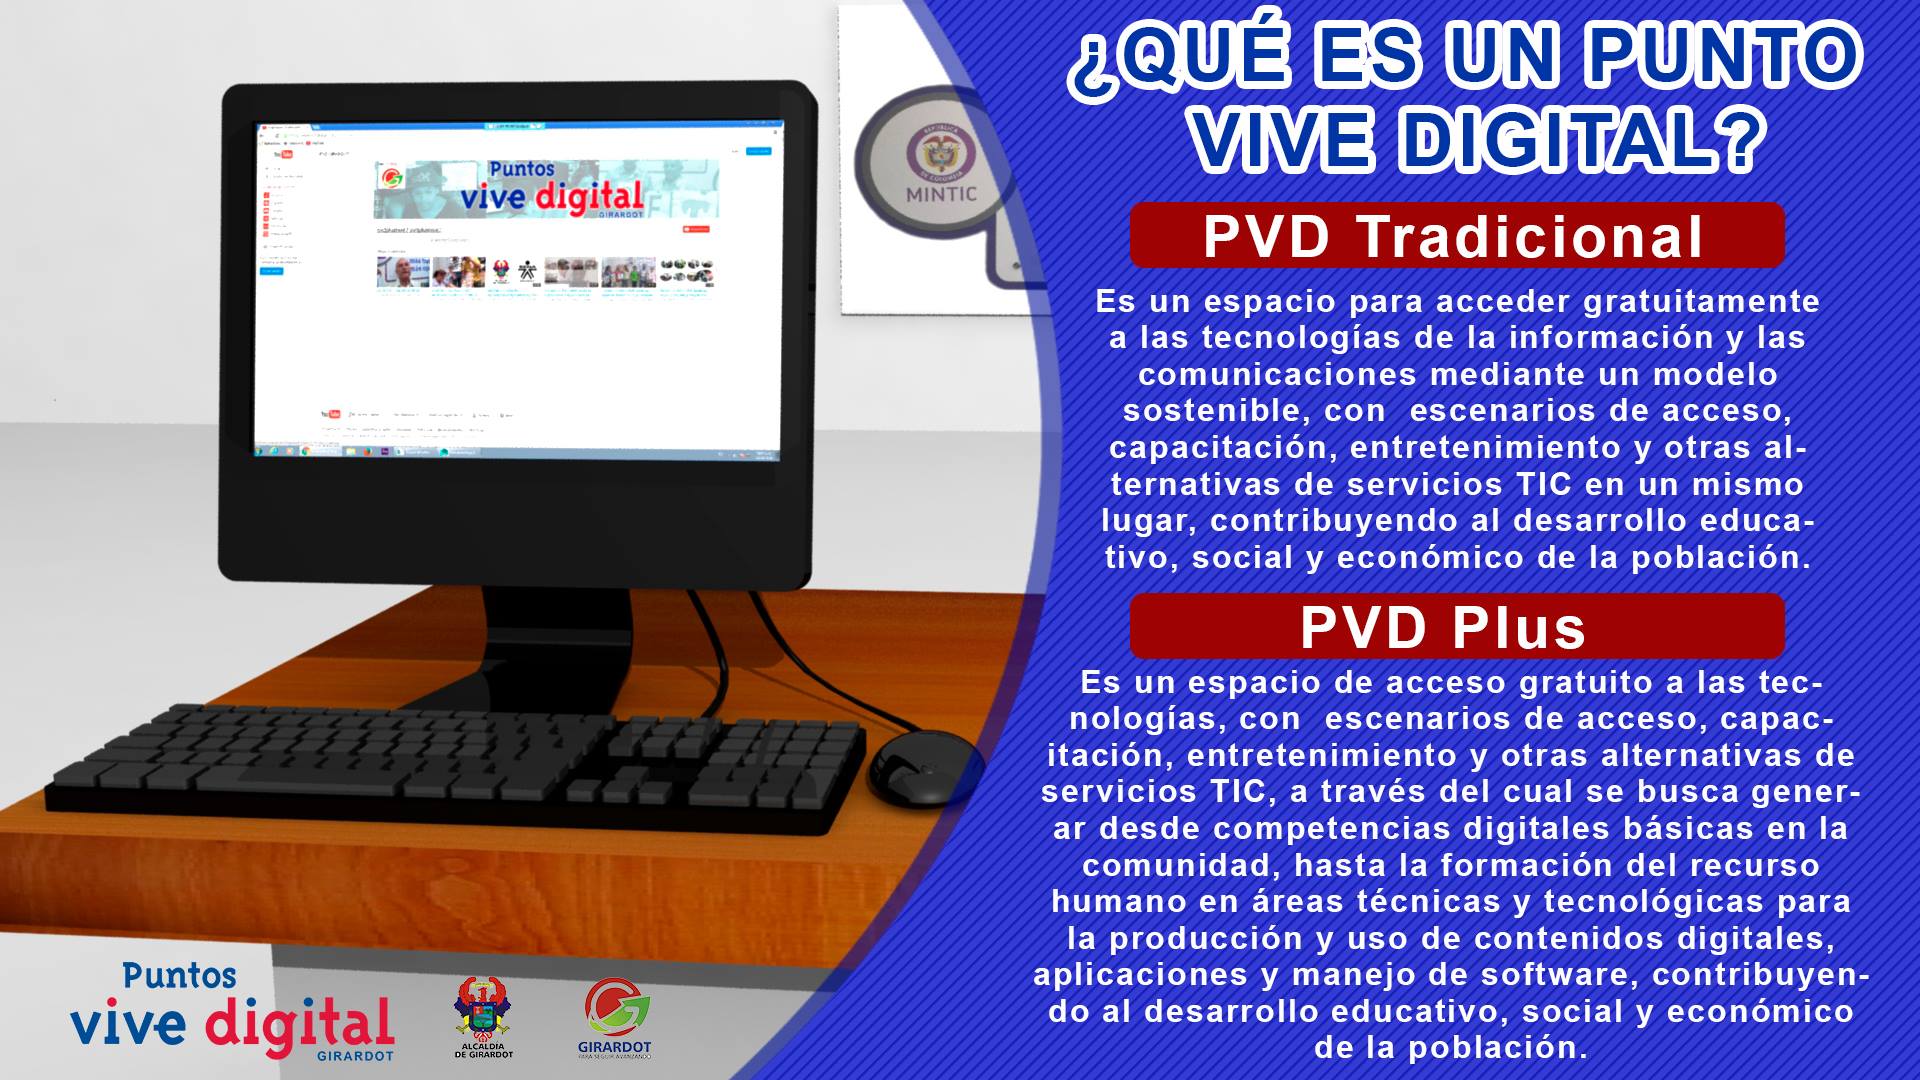 ¿QUÉ ES UN PUNTO
VIVE DIGITAL?
PVD Tradicional
Es un espacio para acceder gratuitamente
a las tecnologías de la información y las
comunicaciones mediante un modelo
sostenible, con  escenarios de acceso,
capacitación, entretenimiento y otras al-
ternativas de servicios TIC en un mismo
lugar, contribuyendo al desarrollo educa-
tivo, social y económico de la población.
PVD Plus
Es un espacio de acceso gratuito a las tec-
nologías, con  escenarios de acceso, capac-
itación, entretenimiento y otras alternativas de
servicios TIC, a través del cual se busca gener-
ar desde competencias digitales básicas en la
comunidad, hasta la formación del recurso
humano en áreas técnicas y tecnológicas para
la producción y uso de contenidos digitales,
aplicaciones y manejo de software, contribuyen-
do al desarrollo educativo, social y económico
de la población.
REPÚBLICA
DE COLOMBIA
MINTIC
Puntos
vive digital
GIRARDOT
Puntos
vive digital
GIRARDOT
ALCALDIA
DE GIRARDOT
GIRARDOT
PARA SEGUIR AVANZANDO